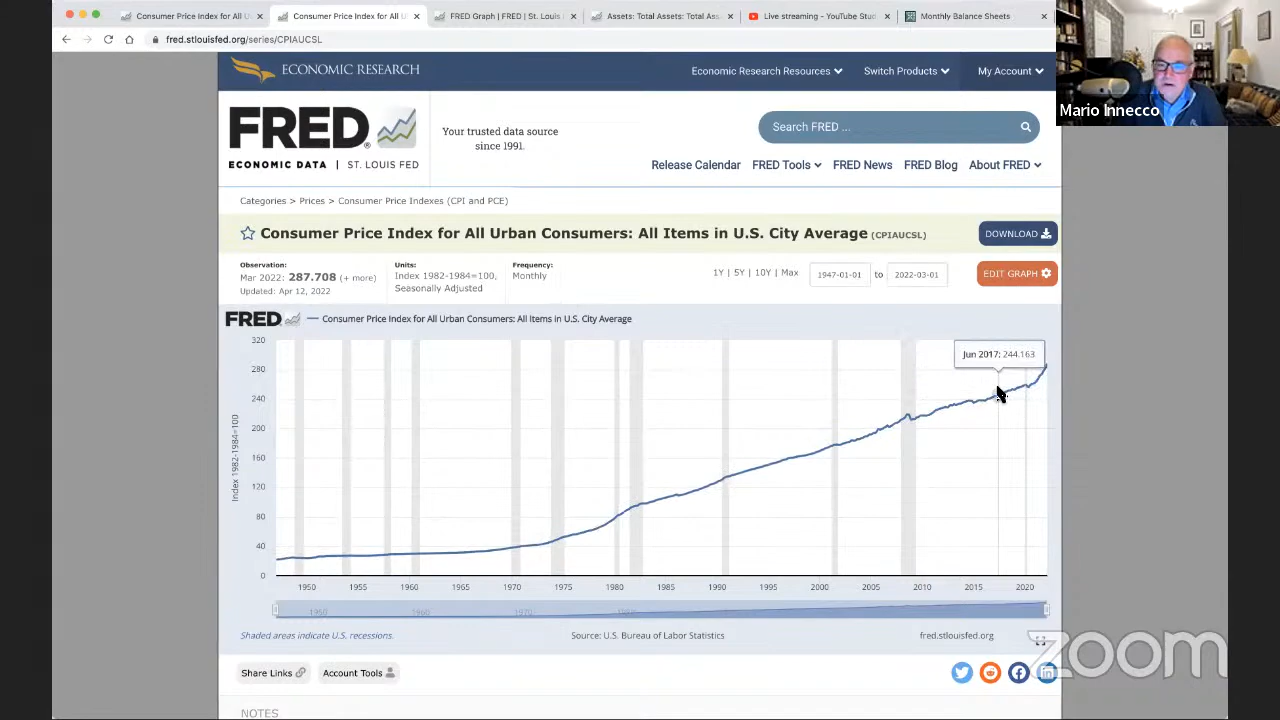 Consumer Price Index for All U
Consumer Price Index for All U
FRED Graph | FRED | St. Louis
Assets: Total Assets: Total Ass
Live streaming - YouTube Stu
Monthly Balance Sheets
fred.stlouisfed.org/series/CPIAUCSL
Mario Innecco
ECONOMIC RESEARCH
Economic Research Resources
Switch Products
My Account
FRED
ECONOMIC DATA | ST. LOUIS FED
Your trusted data source
since 1991.
Search FRED ...
Release Calendar
FRED Tools
FRED News
FRED Blog
About FRED
Categories > Prices > Consumer Price Indexes (CPI and PCE)
Consumer Price Index for All Urban Consumers: All Items in U.S. City Average (CPIAUCSL)
DOWNLOAD
Observation:
Mar 2022: 287.708 (+ more)
Updated: Apr 12, 2022
Units:
Index 1982-1984=100,
Seasonally Adjusted
Frequency:
Monthly
1Y | 5Y | 10Y | Max
1947-01-01 to 2022-03-01
EDIT GRAPH
FRED
Consumer Price Index for All Urban Consumers: All Items in U.S. City Average
Jun 2017: 244.163
Index 1982-1984=100
320
280
240
200
160
120
80
40
0
1950 1955 1960 1965 1970 1975 1980 1985 1990 1995 2000 2005 2010 2015 2020
1950 1960 1970
Shaded areas indicate U.S. recessions.
Source: U.S. Bureau of Labor Statistics
fred.stlouisfed.org
Share Links
Account Tools
zoom
NOTES